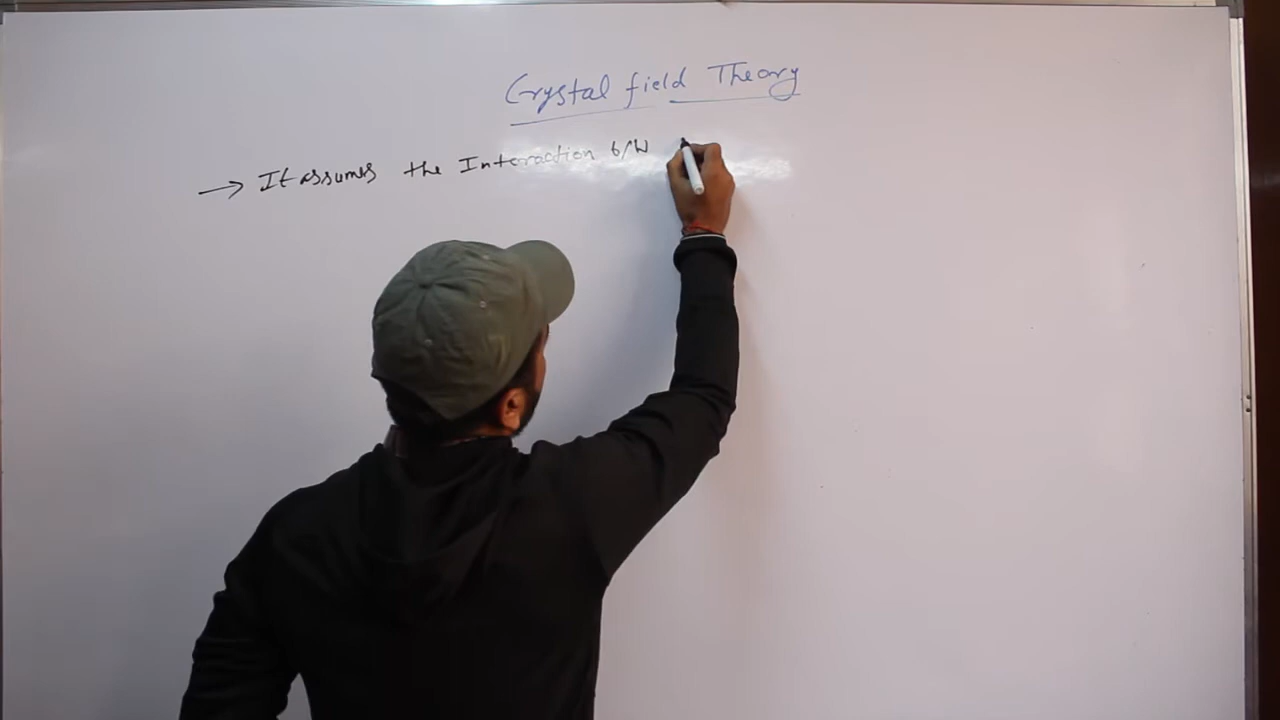 Crystal field Theory
→ It assumes the Interaction b/w